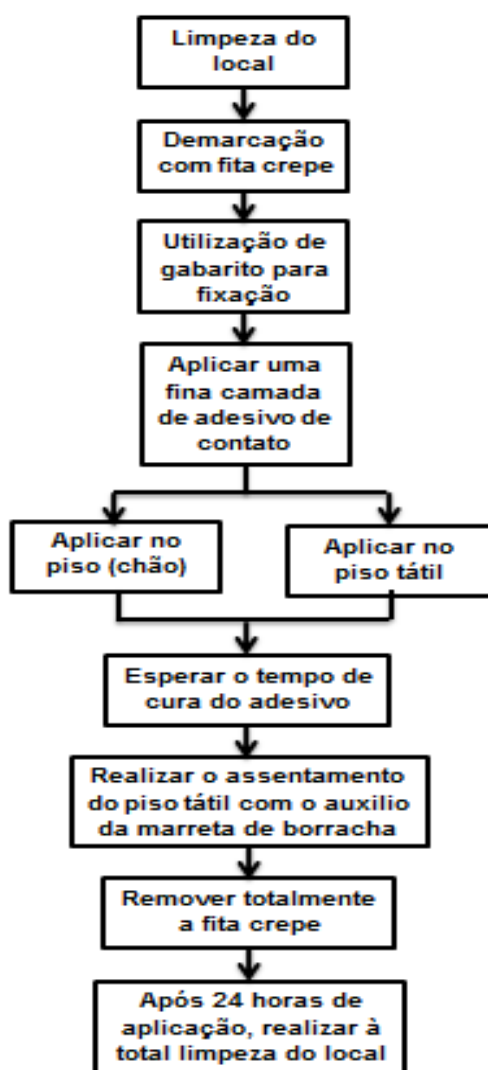 Limpeza do
local
Demarcação
com fita crepe
Utilização de
gabarito para
fixação
Aplicar uma
fina camada
de adesivo de
contato
Aplicar no
piso (chão)
Aplicar no
piso tátil
Esperar o tempo de
cura do adesivo
Realizar o assentamento
do piso tátil com o auxilio
da marreta de borracha
Remover totalmente
a fita crepe
Após 24 horas de
aplicação, realizar à
total limpeza do local